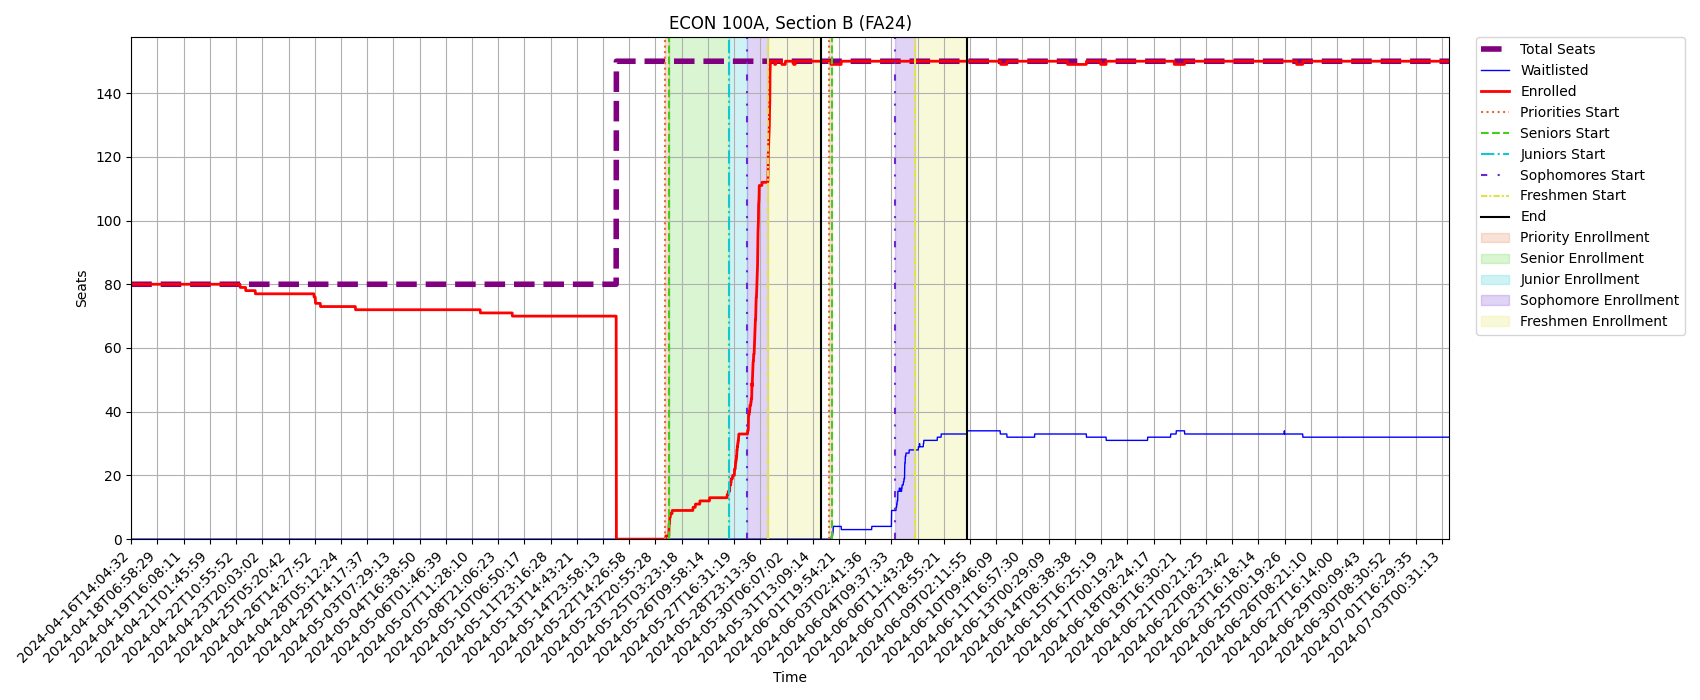 ECON 100A, Section B (FA24)
Total Seats
Waitlisted
Enrolled
Priorities Start
Seniors Start
Juniors Start
Sophomores Start
Freshmen Start
End
Priority Enrollment
Senior Enrollment
Junior Enrollment
Sophomore Enrollment
Freshmen Enrollment
Seats
140
120
100
80
60
40
20
0
2024-04-16T14:04:32
2024-04-18T06:58:29
2024-04-19T16:08:11
2024-04-21T01:45:59
2024-04-22T10:55:52
2024-04-23T20:03:02
2024-04-25T05:20:42
2024-04-26T14:27:52
2024-04-28T05:12:24
2024-04-29T14:17:37
2024-05-03T07:29:13
2024-05-04T16:38:50
2024-05-06T01:46:39
2024-05-07T11:28:10
2024-05-08T21:06:23
2024-05-10T06:50:17
2024-05-11T23:16:28
2024-05-13T14:43:21
2024-05-14T23:58:13
2024-05-22T14:26:58
2024-05-23T20:55:28
2024-05-25T03:23:18
2024-05-26T09:58:14
2024-05-27T16:31:19
2024-05-28T23:13:36
2024-05-30T06:07:02
2024-05-31T13:09:14
2024-06-01T19:54:21
2024-06-03T02:41:36
2024-06-04T09:37:33
2024-06-06T11:43:28
2024-06-07T18:55:21
2024-06-09T02:11:55
2024-06-10T09:46:09
2024-06-11T16:57:30
2024-06-13T00:29:09
2024-06-14T08:38:38
2024-06-15T16:25:19
2024-06-17T00:19:24
2024-06-18T08:24:17
2024-06-19T16:30:21
2024-06-21T00:21:25
2024-06-22T08:23:42
2024-06-23T16:18:14
2024-06-25T00:19:26
2024-06-26T08:21:10
2024-06-27T16:14:00
2024-06-29T00:09:43
2024-06-30T08:30:52
2024-07-01T16:29:35
2024-07-03T00:31:13
Time